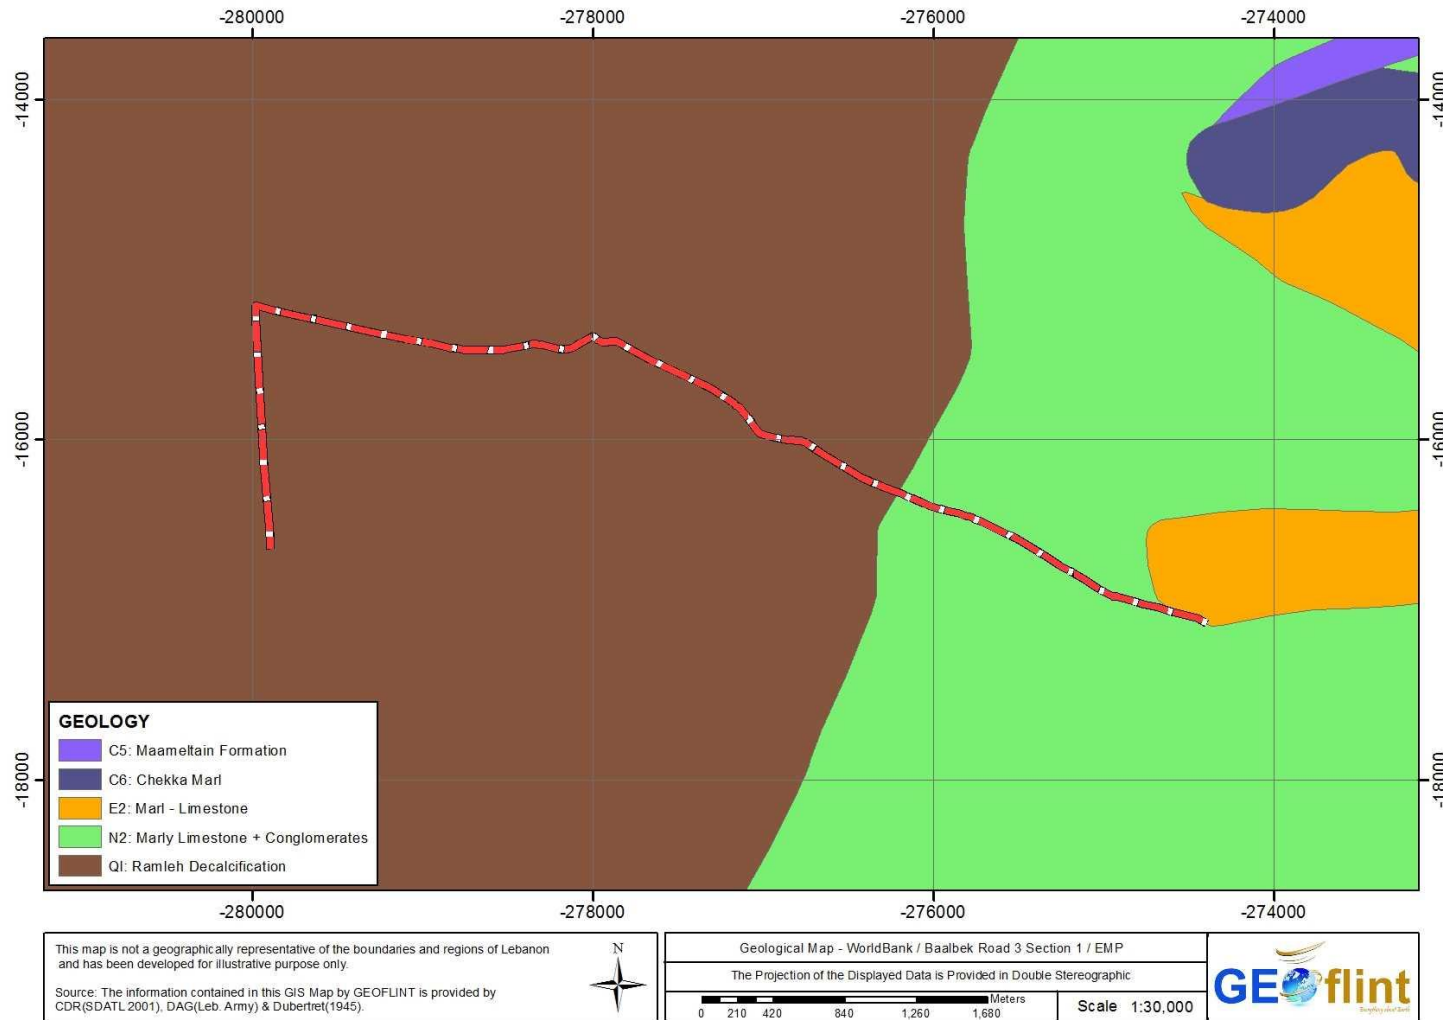 -280000 -278000 -276000 -274000
-14000 -14000
-16000 -16000
-18000 -18000
GEOLOGY
C5: Maameltain Formation
C6: Chekka Marl
E2: Marl - Limestone
N2: Marly Limestone + Conglomerates
QI: Ramleh Decalcification
-280000 -278000 -276000 -274000
This map is not a geographically representative of the boundaries and regions of Lebanon
and has been developed for illustrative purpose only.
Source: The information contained in this GIS Map by GEOFLINT is provided by
CDR(SDATL 2001), DAG(Leb. Army) & Dubertret(1945).
N
Geological Map - WorldBank / Baalbek Road 3 Section 1 / EMP
The Projection of the Displayed Data is Provided in Double Stereographic
Meters
0 210 420 840 1,260 1,680
Scale 1:30,000
GEOflint